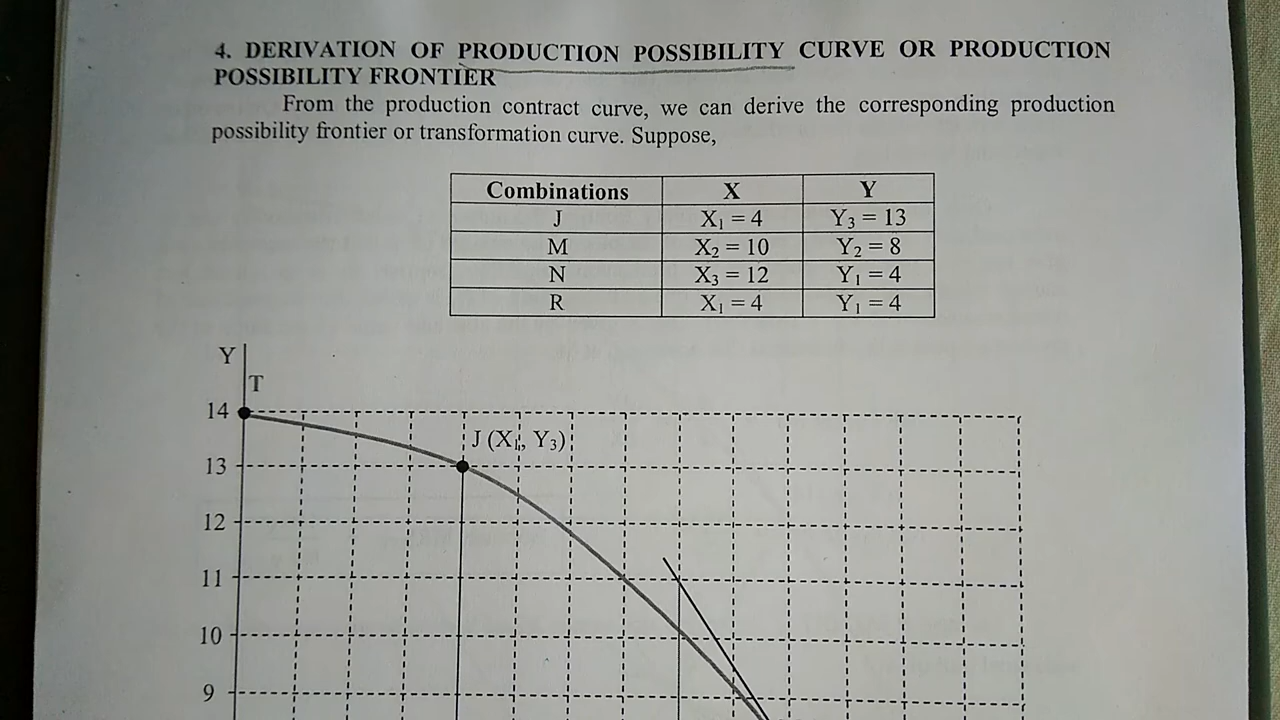 4. DERIVATION OF PRODUCTION POSSIBILITY CURVE OR PRODUCTION
POSSIBILITY FRONTIER
From the production contract curve, we can derive the corresponding production
possibility frontier or transformation curve. Suppose,
Combinations X Y
J X₁ = 4 Y₃ = 13
M X₂ = 10 Y₂ = 8
N X₃ = 12 Y₁ = 4
R X₁ = 4 Y₁ = 4
Y
T
14
J (X₁, Y₃)
13
12
11
10
9